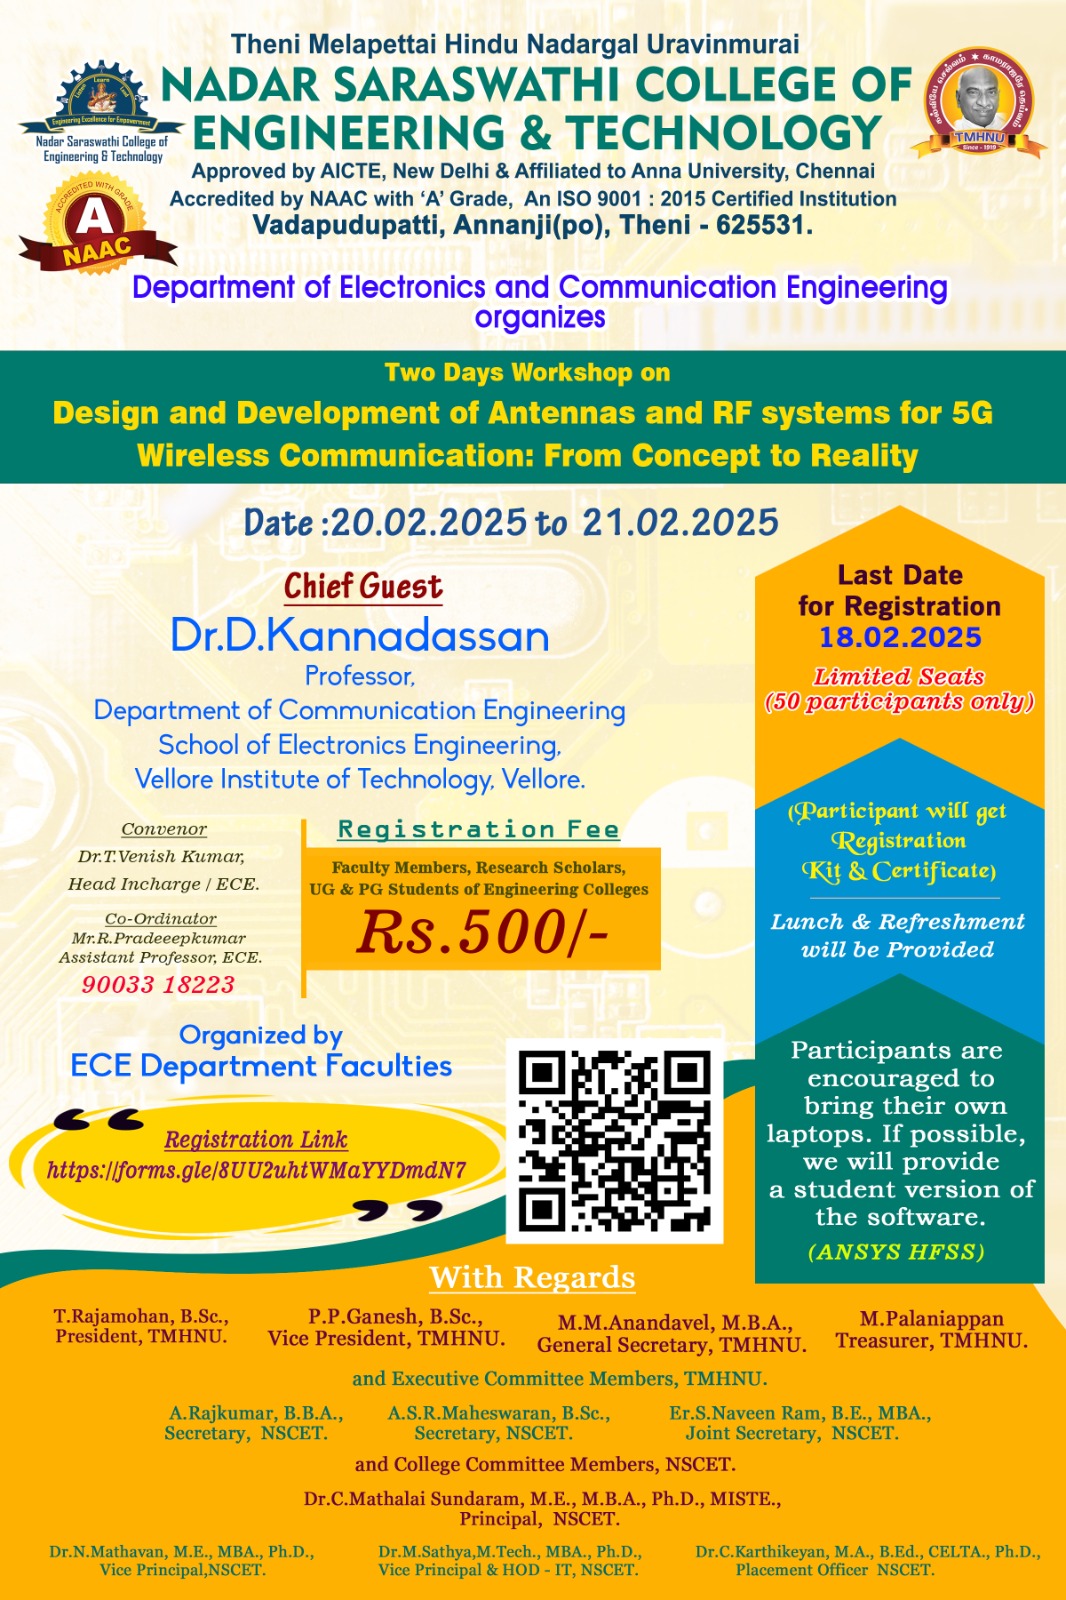 Theni Melapettai Hindu Nadargal Uravinmurai
NADAR SARASWATHI COLLEGE OF
ENGINEERING & TECHNOLOGY
Approved by AICTE, New Delhi & Affiliated to Anna University, Chennai
Accredited by NAAC with ‘A’ Grade, An ISO 9001 : 2015 Certified Institution
Vadapudupatti, Annanji(po), Theni - 625531.
Learn
Engineering Excellence for Empowerment
Nadar Saraswathi College of
Engineering & Technology
ACCREDITED WITH GRADE
A
NAAC
TMHNU
Since - 1919
Department of Electronics and Communication Engineering
organizes
Two Days Workshop on
Design and Development of Antennas and RF systems for 5G
Wireless Communication: From Concept to Reality
Date :20.02.2025 to 21.02.2025
Chief Guest
Dr.D.Kannadassan
Professor,
Department of Communication Engineering
School of Electronics Engineering,
Vellore Institute of Technology, Vellore.
Last Date
for Registration
18.02.2025
Limited Seats
(50 participants only)
(Participant will get
Registration
Kit & Certificate)
Lunch & Refreshment
will be Provided
Participants are
encouraged to
bring their own
laptops. If possible,
we will provide
a student version of
the software.
(ANSYS HFSS)
Convenor
Dr.T.Venish Kumar,
Head Incharge / ECE.
Co-Ordinator
Mr.R.Pradeeepkumar
Assistant Professor, ECE.
90033 18223
Registration Fee
Faculty Members, Research Scholars,
UG & PG Students of Engineering Colleges
Rs.500/-
Organized by
ECE Department Faculties
Registration Link
https://forms.gle/8UU2uhtWMaYYDmdN7
With Regards
T.Rajamohan, B.Sc.,
President, TMHNU.
P.P.Ganesh, B.Sc.,
Vice President, TMHNU.
M.M.Anandavel, M.B.A.,
General Secretary, TMHNU.
M.Palaniappan
Treasurer, TMHNU.
and Executive Committee Members, TMHNU.
A.Rajkumar, B.B.A.,
Secretary, NSCET.
A.S.R.Maheswaran, B.Sc.,
Secretary, NSCET.
Er.S.Naveen Ram, B.E., MBA.,
Joint Secretary, NSCET.
and College Committee Members, NSCET.
Dr.C.Mathalai Sundaram, M.E., M.B.A., Ph.D., MISTE.,
Principal, NSCET.
Dr.N.Mathavan, M.E., MBA., Ph.D.,
Vice Principal,NSCET.
Dr.M.Sathya,M.Tech., MBA., Ph.D.,
Vice Principal & HOD - IT, NSCET.
Dr.C.Karthikeyan, M.A., B.Ed., CELTA., Ph.D.,
Placement Officer NSCET.